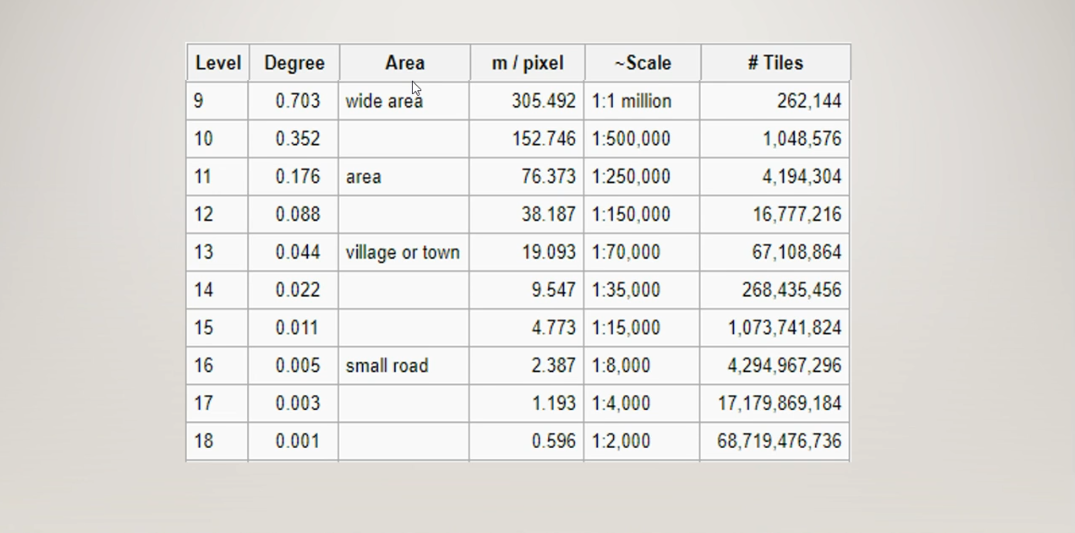 Level Degree Area m / pixel ~Scale # Tiles
9 0.703 wide area 305.492 1:1 million 262,144
10 0.352 152.746 1:500,000 1,048,576
11 0.176 area 76.373 1:250,000 4,194,304
12 0.088 38.187 1:150,000 16,777,216
13 0.044 village or town 19.093 1:70,000 67,108,864
14 0.022 9.547 1:35,000 268,435,456
15 0.011 4.773 1:15,000 1,073,741,824
16 0.005 small road 2.387 1:8,000 4,294,967,296
17 0.003 1.193 1:4,000 17,179,869,184
18 0.001 0.596 1:2,000 68,719,476,736